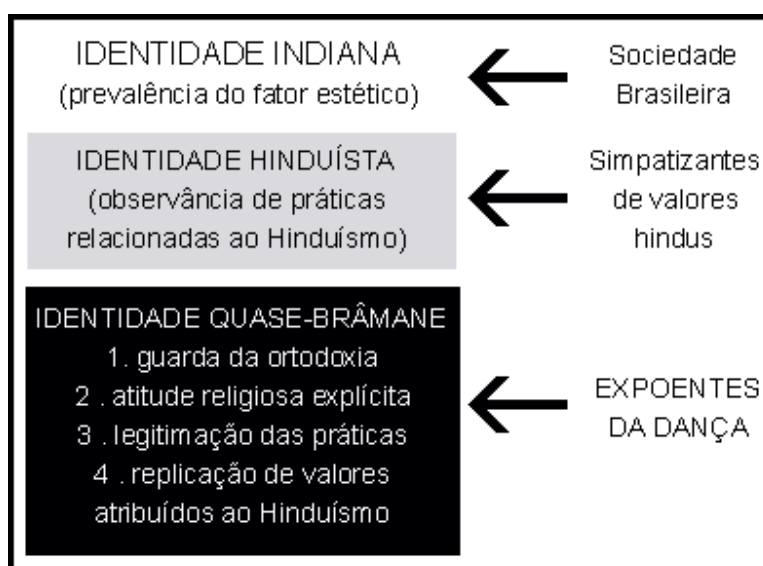 IDENTIDADE INDIANA
(prevalência do fator estético)
Sociedade
Brasileira
IDENTIDADE HINDUÍSTA
(observância de práticas
relacionadas ao Hinduísmo)
Simpatizantes
de valores
hindus
IDENTIDADE QUASE-BRÂMANE
1. guarda da ortodoxia
2 . atitude religiosa explícita
3 . legitimação das práticas
4 . replicação de valores
atribuídos ao Hinduísmo
EXPOENTES
DA DANÇA